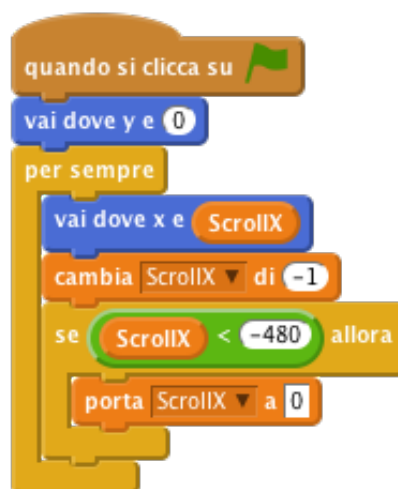 quando si clicca su
vai dove y e 0
per sempre
vai dove x e ScrollX
cambia ScrollX di -1
se ScrollX < -480 allora
porta ScrollX a 0